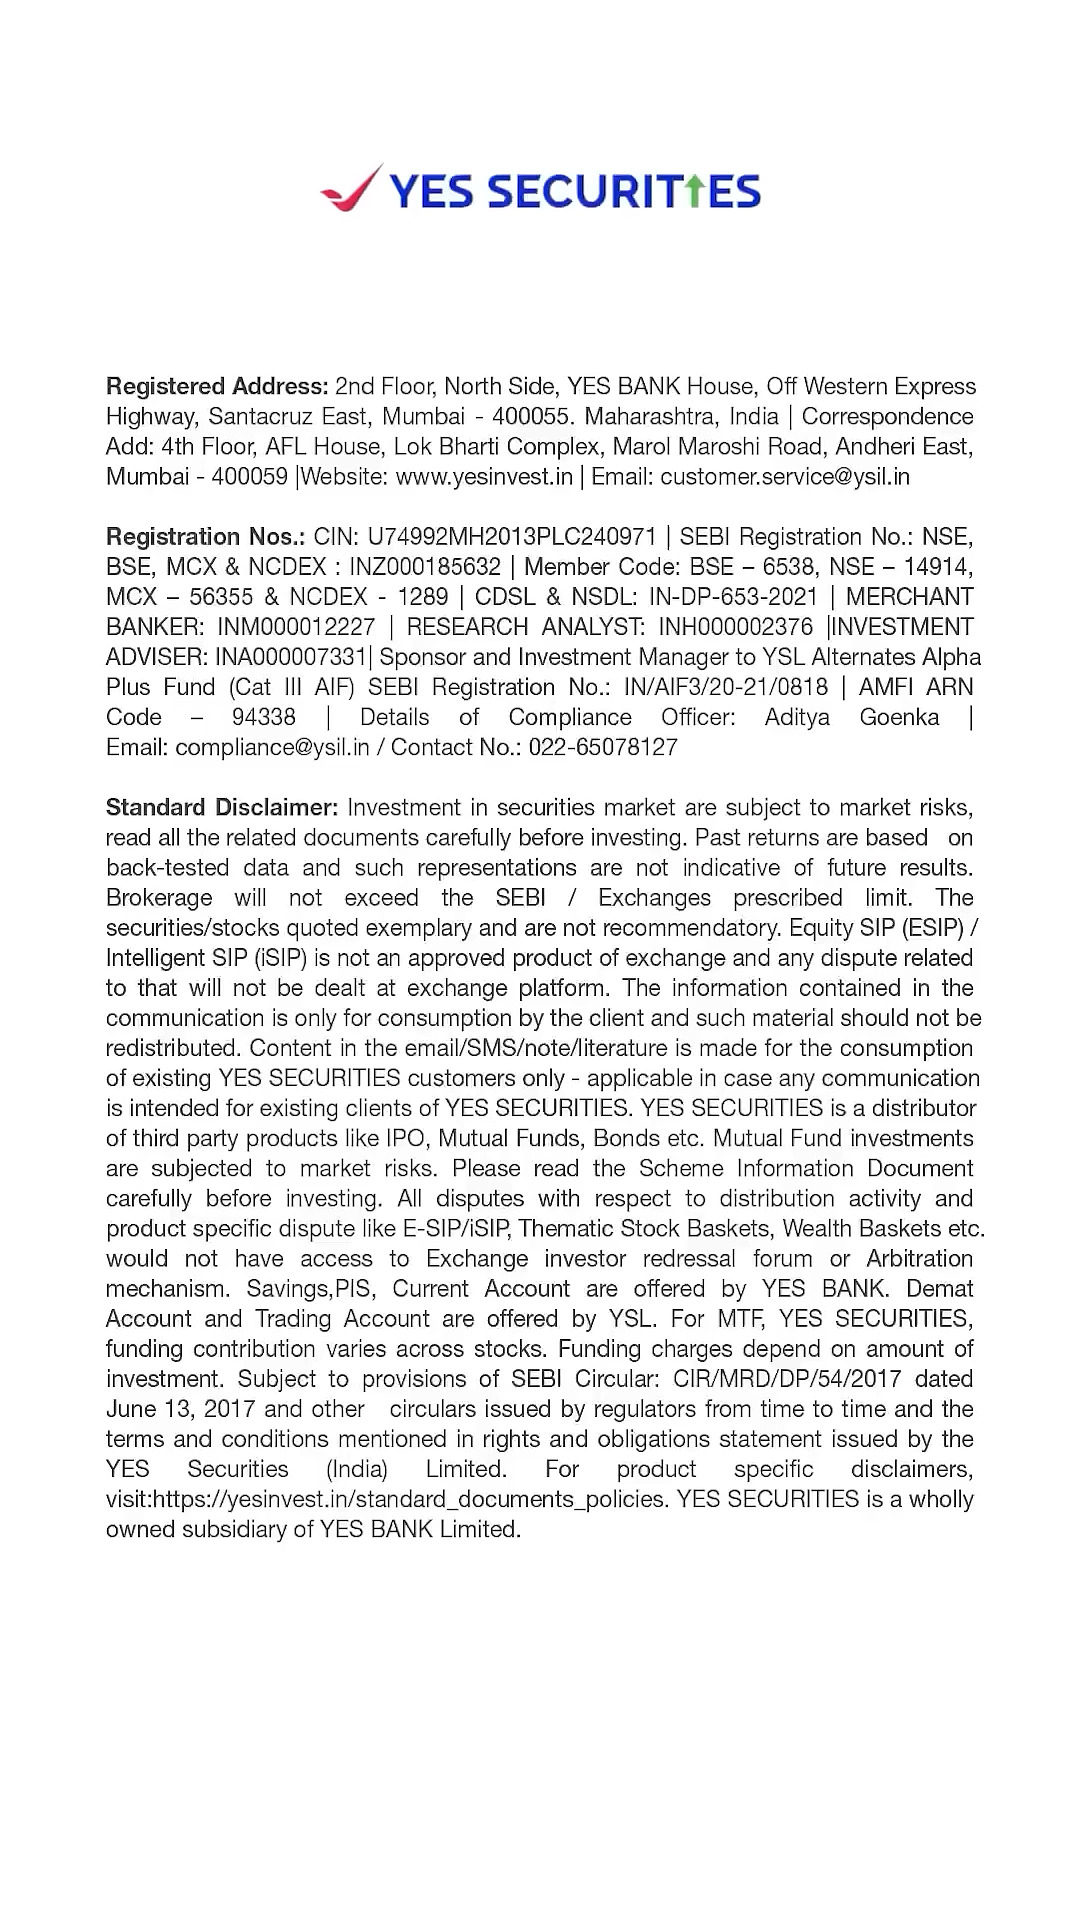 YES SECURITIES
Registered Address: 2nd Floor, North Side, YES BANK House, Off Western Express
Highway, Santacruz East, Mumbai - 400055. Maharashtra, India | Correspondence
Add: 4th Floor, AFL House, Lok Bharti Complex, Marol Maroshi Road, Andheri East,
Mumbai - 400059 |Website: www.yesinvest.in | Email: customer.service@ysil.in
Registration Nos.: CIN: U74992MH2013PLC240971 | SEBI Registration No.: NSE,
BSE, MCX & NCDEX : INZ000185632 | Member Code: BSE – 6538, NSE – 14914,
MCX – 56355 & NCDEX - 1289 | CDSL & NSDL: IN-DP-653-2021 | MERCHANT
BANKER: INM000012227 | RESEARCH ANALYST: INH000002376 |INVESTMENT
ADVISER: INA000007331| Sponsor and Investment Manager to YSL Alternates Alpha
Plus Fund (Cat III AIF) SEBI Registration No.: IN/AIF3/20-21/0818 | AMFI ARN
Code – 94338 | Details of Compliance Officer: Aditya Goenka |
Email: compliance@ysil.in / Contact No.: 022-65078127
Standard Disclaimer: Investment in securities market are subject to market risks,
read all the related documents carefully before investing. Past returns are based on
back-tested data and such representations are not indicative of future results.
Brokerage will not exceed the SEBI / Exchanges prescribed limit. The
securities/stocks quoted exemplary and are not recommendatory. Equity SIP (ESIP) /
Intelligent SIP (iSIP) is not an approved product of exchange and any dispute related
to that will not be dealt at exchange platform. The information contained in the
communication is only for consumption by the client and such material should not be
redistributed. Content in the email/SMS/note/literature is made for the consumption
of existing YES SECURITIES customers only - applicable in case any communication
is intended for existing clients of YES SECURITIES. YES SECURITIES is a distributor
of third party products like IPO, Mutual Funds, Bonds etc. Mutual Fund investments
are subjected to market risks. Please read the Scheme Information Document
carefully before investing. All disputes with respect to distribution activity and
product specific dispute like E-SIP/iSIP, Thematic Stock Baskets, Wealth Baskets etc.
would not have access to Exchange investor redressal forum or Arbitration
mechanism. Savings,PIS, Current Account are offered by YES BANK. Demat
Account and Trading Account are offered by YSL. For MTF, YES SECURITIES,
funding contribution varies across stocks. Funding charges depend on amount of
investment. Subject to provisions of SEBI Circular: CIR/MRD/DP/54/2017 dated
June 13, 2017 and other circulars issued by regulators from time to time and the
terms and conditions mentioned in rights and obligations statement issued by the
YES Securities (India) Limited. For product specific disclaimers,
visit:https://yesinvest.in/standard_documents_policies. YES SECURITIES is a wholly
owned subsidiary of YES BANK Limited.